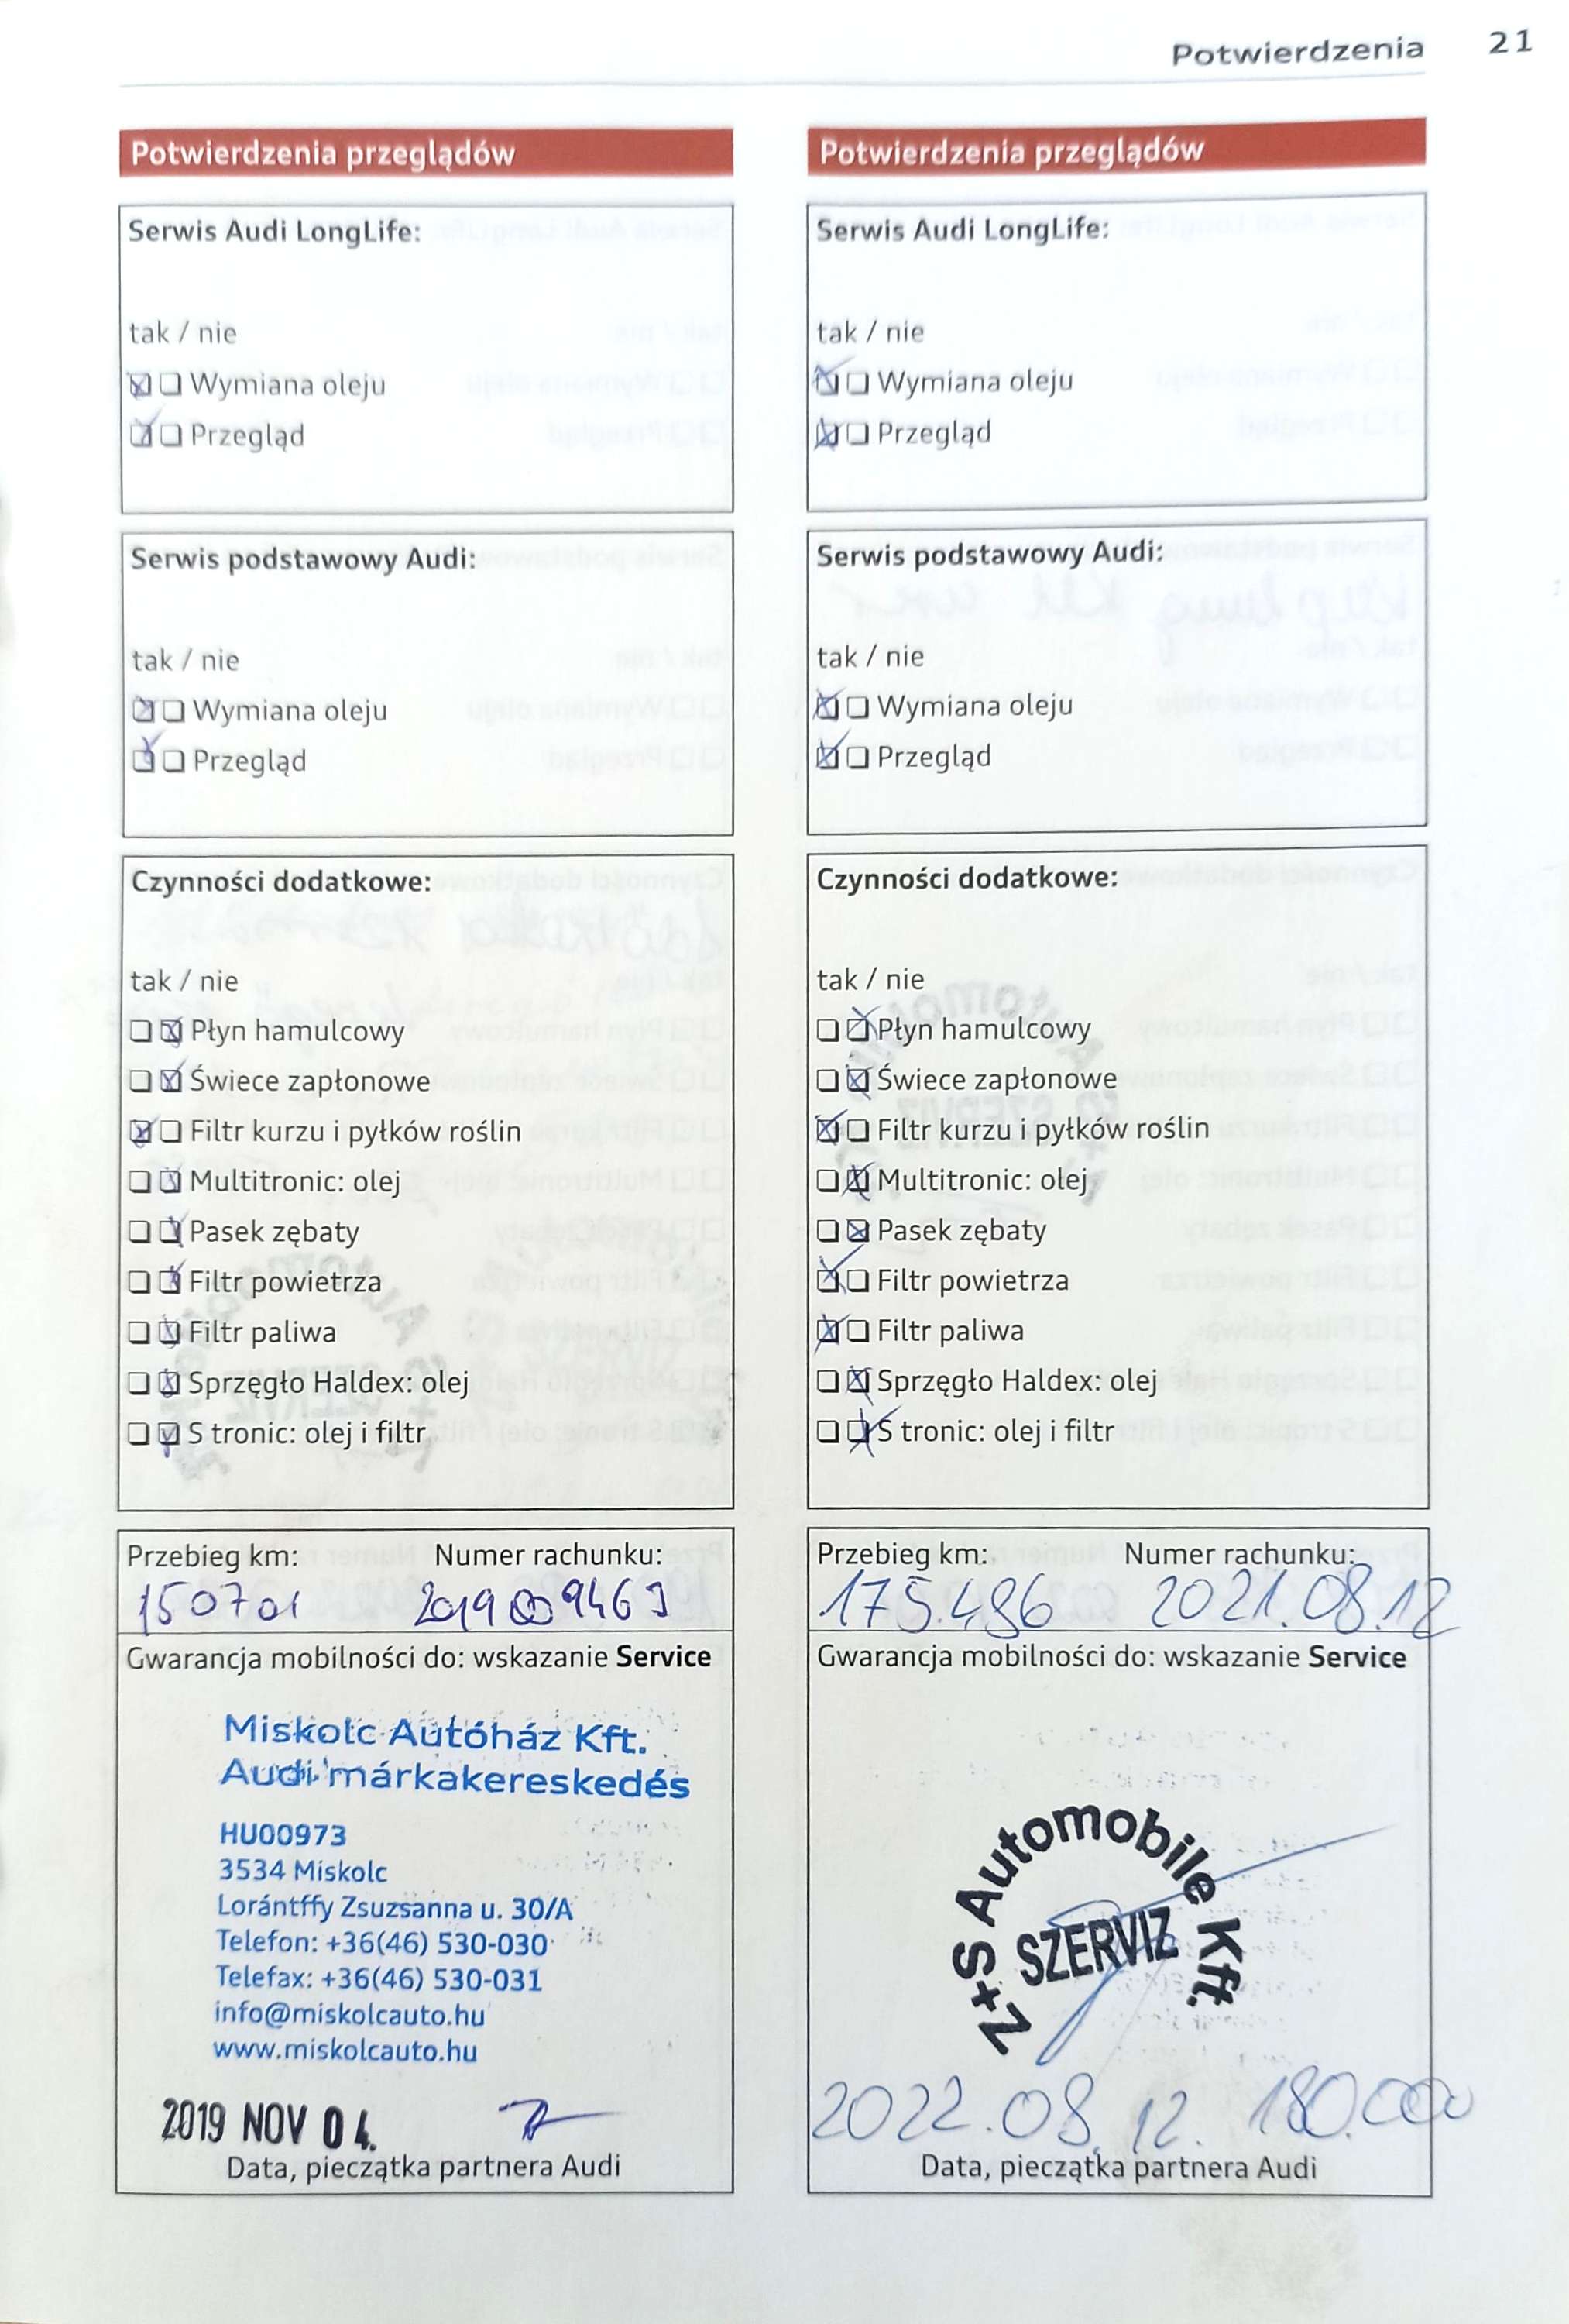 Potwierdzenia 21
Potwierdzenia przeglądów
Serwis Audi LongLife:
tak / nie
Wymiana oleju
Przegląd
Serwis podstawowy Audi:
tak / nie
Wymiana oleju
Przegląd
Czynności dodatkowe:
tak / nie
Płyn hamulcowy
Świece zapłonowe
Filtr kurzu i pyłków roślin
Multitronic: olej
Pasek zębaty
Filtr powietrza
Filtr paliwa
Sprzęgło Haldex: olej
S tronic: olej i filtr
Przebieg km: Numer rachunku:
150701
Gwarancja mobilności do: wskazanie Service
Miskolc Autóház Kft.
Audi márkakereskedés
HU00973
3534 Miskolc
Lorántffy Zsuzsanna u. 30/A
Telefon: +36(46) 530-030
Telefax: +36(46) 530-031
info@miskolcauto.hu
www.miskolcauto.hu
2019 NOV 04.
Data, pieczątka partnera Audi
Potwierdzenia przeglądów
Serwis Audi LongLife:
tak / nie
Wymiana oleju
Przegląd
Serwis podstawowy Audi:
tak / nie
Wymiana oleju
Przegląd
Czynności dodatkowe:
tak / nie
Płyn hamulcowy
Świece zapłonowe
Filtr kurzu i pyłków roślin
Multitronic: olej
Pasek zębaty
Filtr powietrza
Filtr paliwa
Sprzęgło Haldex: olej
S tronic: olej i filtr
Przebieg km: Numer rachunku:
175.486 2021.08.12
Gwarancja mobilności do: wskazanie Service
Z+S Automobile Kft.
SZERVIZ
2022.08.12. 180.000
Data, pieczątka partnera Audi